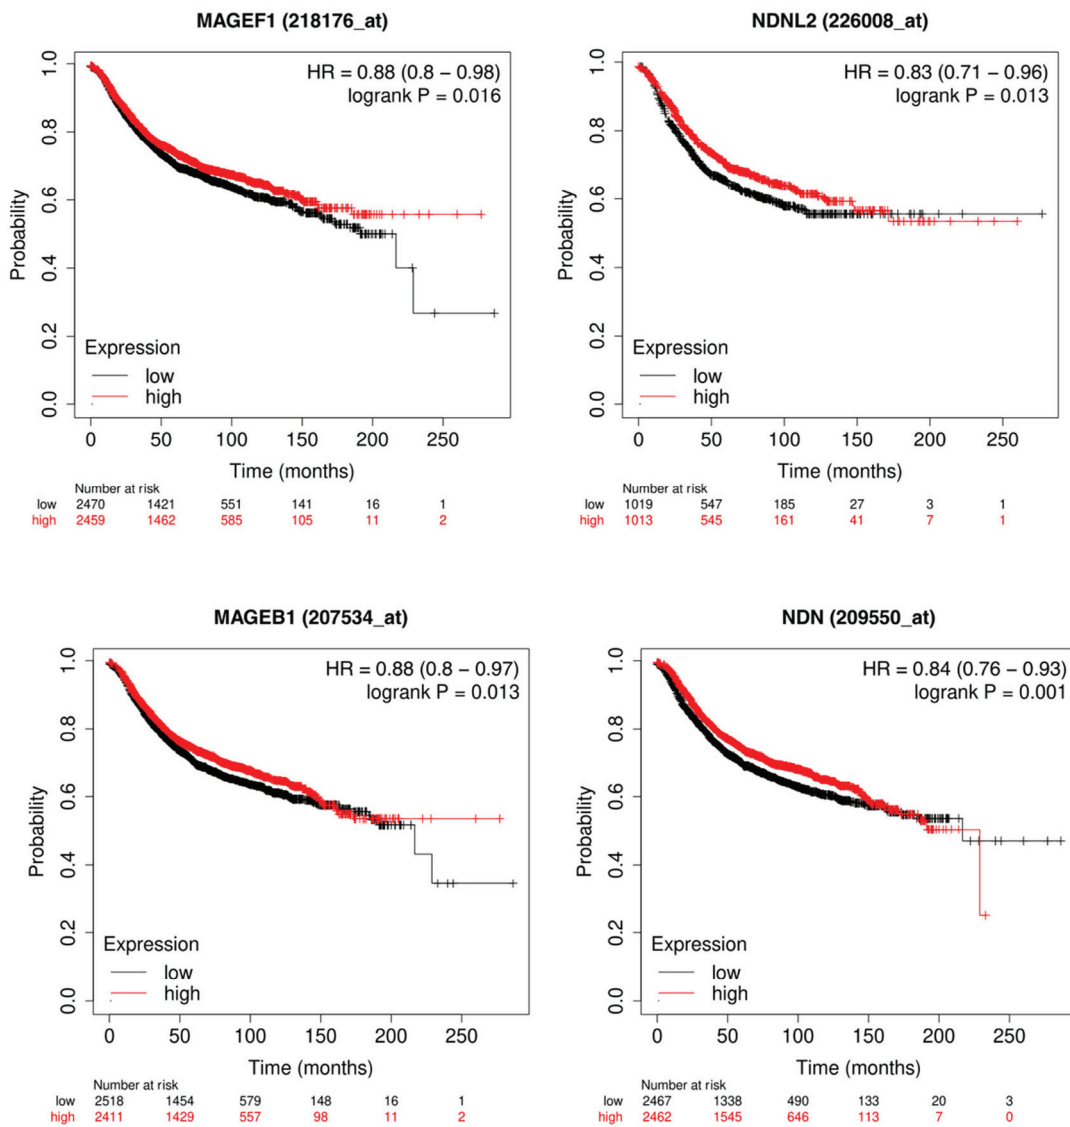 MAGEF1 (218176_at)
HR = 0.88 (0.8 – 0.98)
logrank P = 0.016
Probability
1.0
0.8
0.6
0.4
0.2
0.0
Expression
low
high
0 50 100 150 200 250
Time (months)
Number at risk
low 2470 1421 551 141 16 1
high 2459 1462 585 105 11 2
NDNL2 (226008_at)
HR = 0.83 (0.71 – 0.96)
logrank P = 0.013
Probability
1.0
0.8
0.6
0.4
0.2
0.0
Expression
low
high
0 50 100 150 200 250
Time (months)
Number at risk
low 1019 547 185 27 3 1
high 1013 545 161 41 7 1
MAGEB1 (207534_at)
HR = 0.88 (0.8 – 0.97)
logrank P = 0.013
Probability
1.0
0.8
0.6
0.4
0.2
0.0
Expression
low
high
0 50 100 150 200 250
Time (months)
Number at risk
low 2518 1454 579 148 16 1
high 2411 1429 557 98 11 2
NDN (209550_at)
HR = 0.84 (0.76 – 0.93)
logrank P = 0.001
Probability
1.0
0.8
0.6
0.4
0.2
0.0
Expression
low
high
0 50 100 150 200 250
Time (months)
Number at risk
low 2467 1338 490 133 20 3
high 2462 1545 646 113 7 0